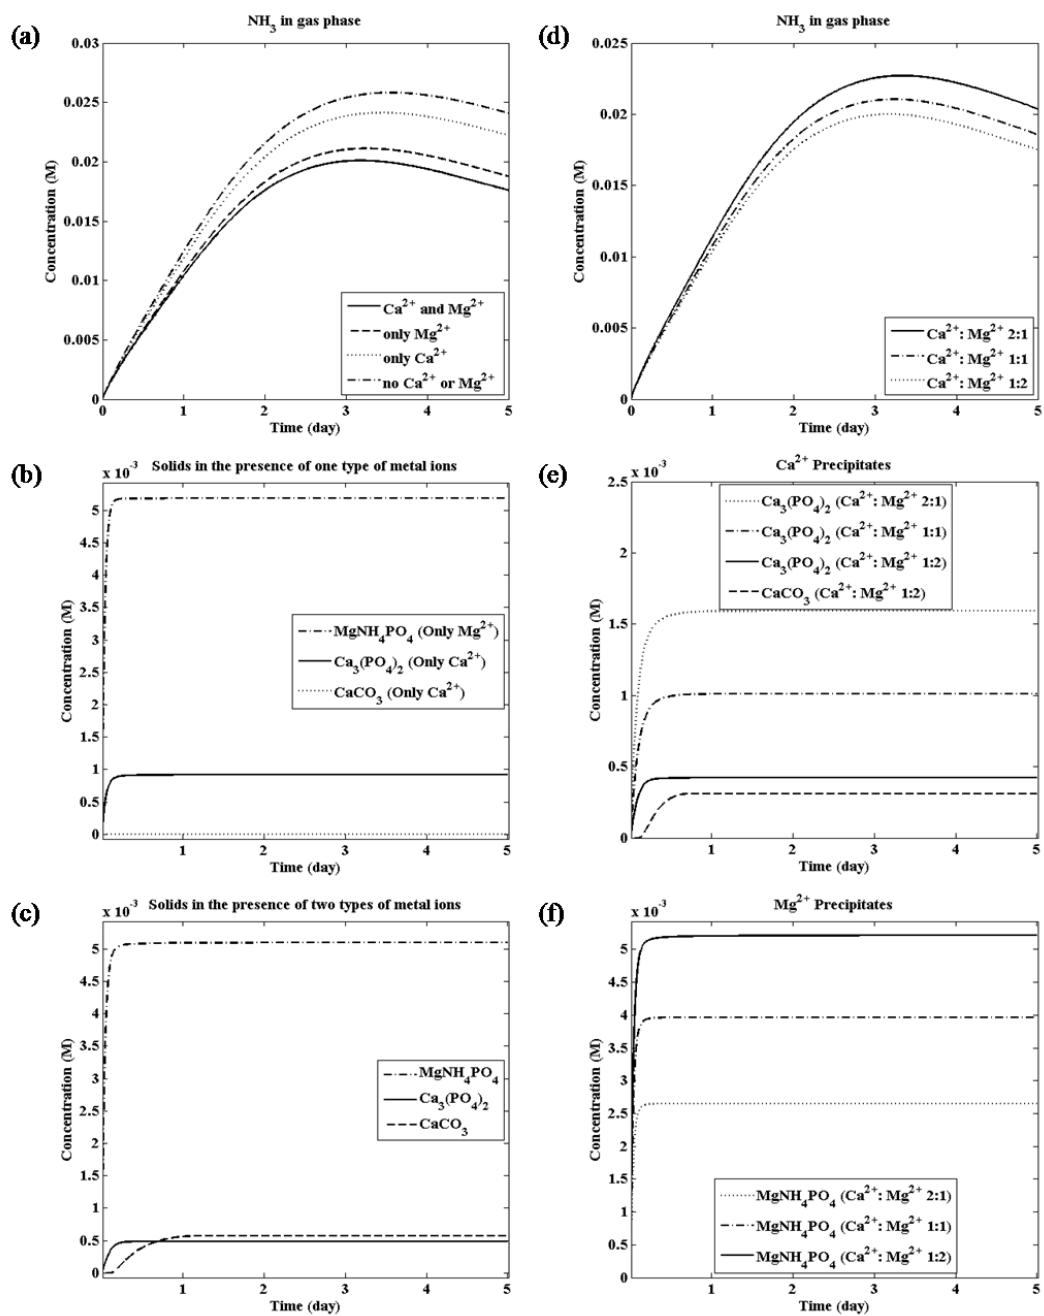 (a)
NH3 in gas phase
0.03
0.025
0.02
0.015
0.01
0.005
0
Concentration (M)
Ca2+ and Mg2+
only Mg2+
only Ca2+
no Ca2+ or Mg2+
0 1 2 3 4 5
Time (day)
(d)
NH3 in gas phase
0.025
0.02
0.015
0.01
0.005
0
Concentration (M)
Ca2+: Mg2+ 2:1
Ca2+: Mg2+ 1:1
Ca2+: Mg2+ 1:2
0 1 2 3 4 5
Time (day)
(b)
x 10-3
Solids in the presence of one type of metal ions
5
4.5
4
3.5
3
2.5
2
1.5
1
0.5
0
Concentration (M)
MgNH4PO4 (Only Mg2+)
Ca3(PO4)2 (Only Ca2+)
CaCO3 (Only Ca2+)
1 2 3 4 5
Time (day)
(e)
x 10-3
Ca2+ Precipitates
2.5
2
1.5
1
0.5
0
Concentration (M)
Ca3(PO4)2 (Ca2+: Mg2+ 2:1)
Ca3(PO4)2 (Ca2+: Mg2+ 1:1)
Ca3(PO4)2 (Ca2+: Mg2+ 1:2)
CaCO3 (Ca2+: Mg2+ 1:2)
0 1 2 3 4 5
Time (day)
(c)
x 10-3
Solids in the presence of two types of metal ions
5
4.5
4
3.5
3
2.5
2
1.5
1
0.5
0
Concentration (M)
MgNH4PO4
Ca3(PO4)2
CaCO3
0 1 2 3 4 5
Time (day)
(f)
x 10-3
Mg2+ Precipitates
5
4.5
4
3.5
3
2.5
2
1.5
1
0.5
0
Concentration (M)
MgNH4PO4 (Ca2+: Mg2+ 2:1)
MgNH4PO4 (Ca2+: Mg2+ 1:1)
MgNH4PO4 (Ca2+: Mg2+ 1:2)
0 1 2 3 4 5
Time (day)